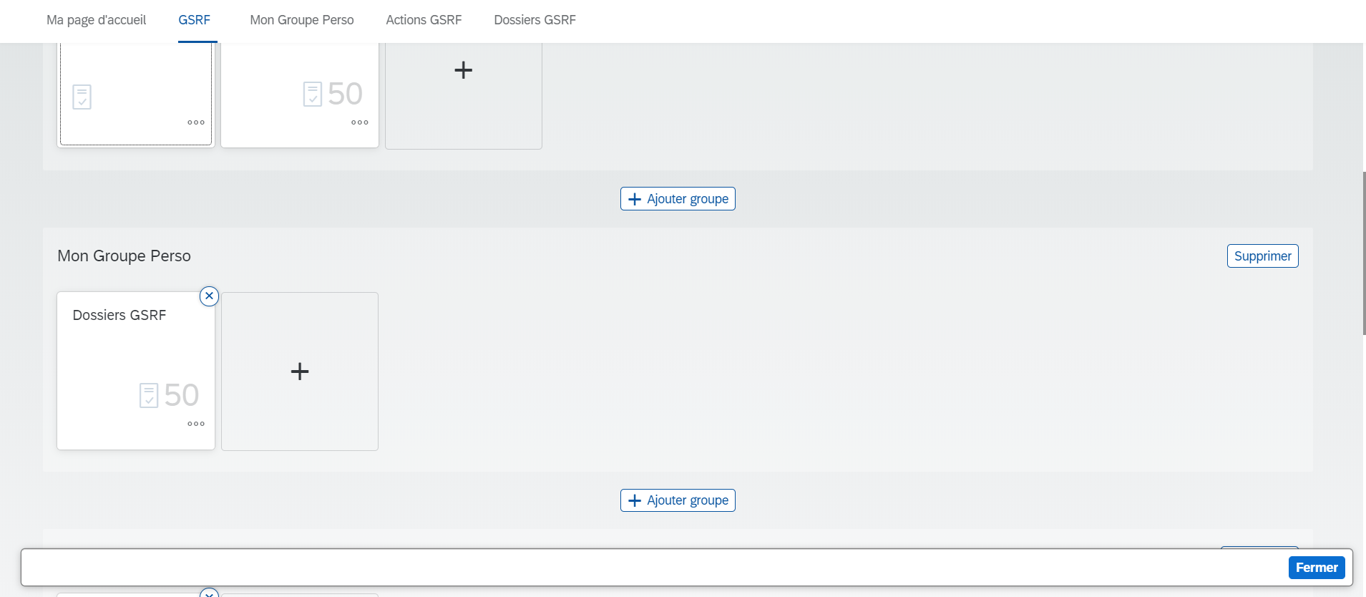 Ma page d'accueil GSRF Mon Groupe Perso Actions GSRF Dossiers GSRF
50
Ajouter groupe
Mon Groupe Perso Supprimer
Dossiers GSRF
50
Ajouter groupe
Fermer